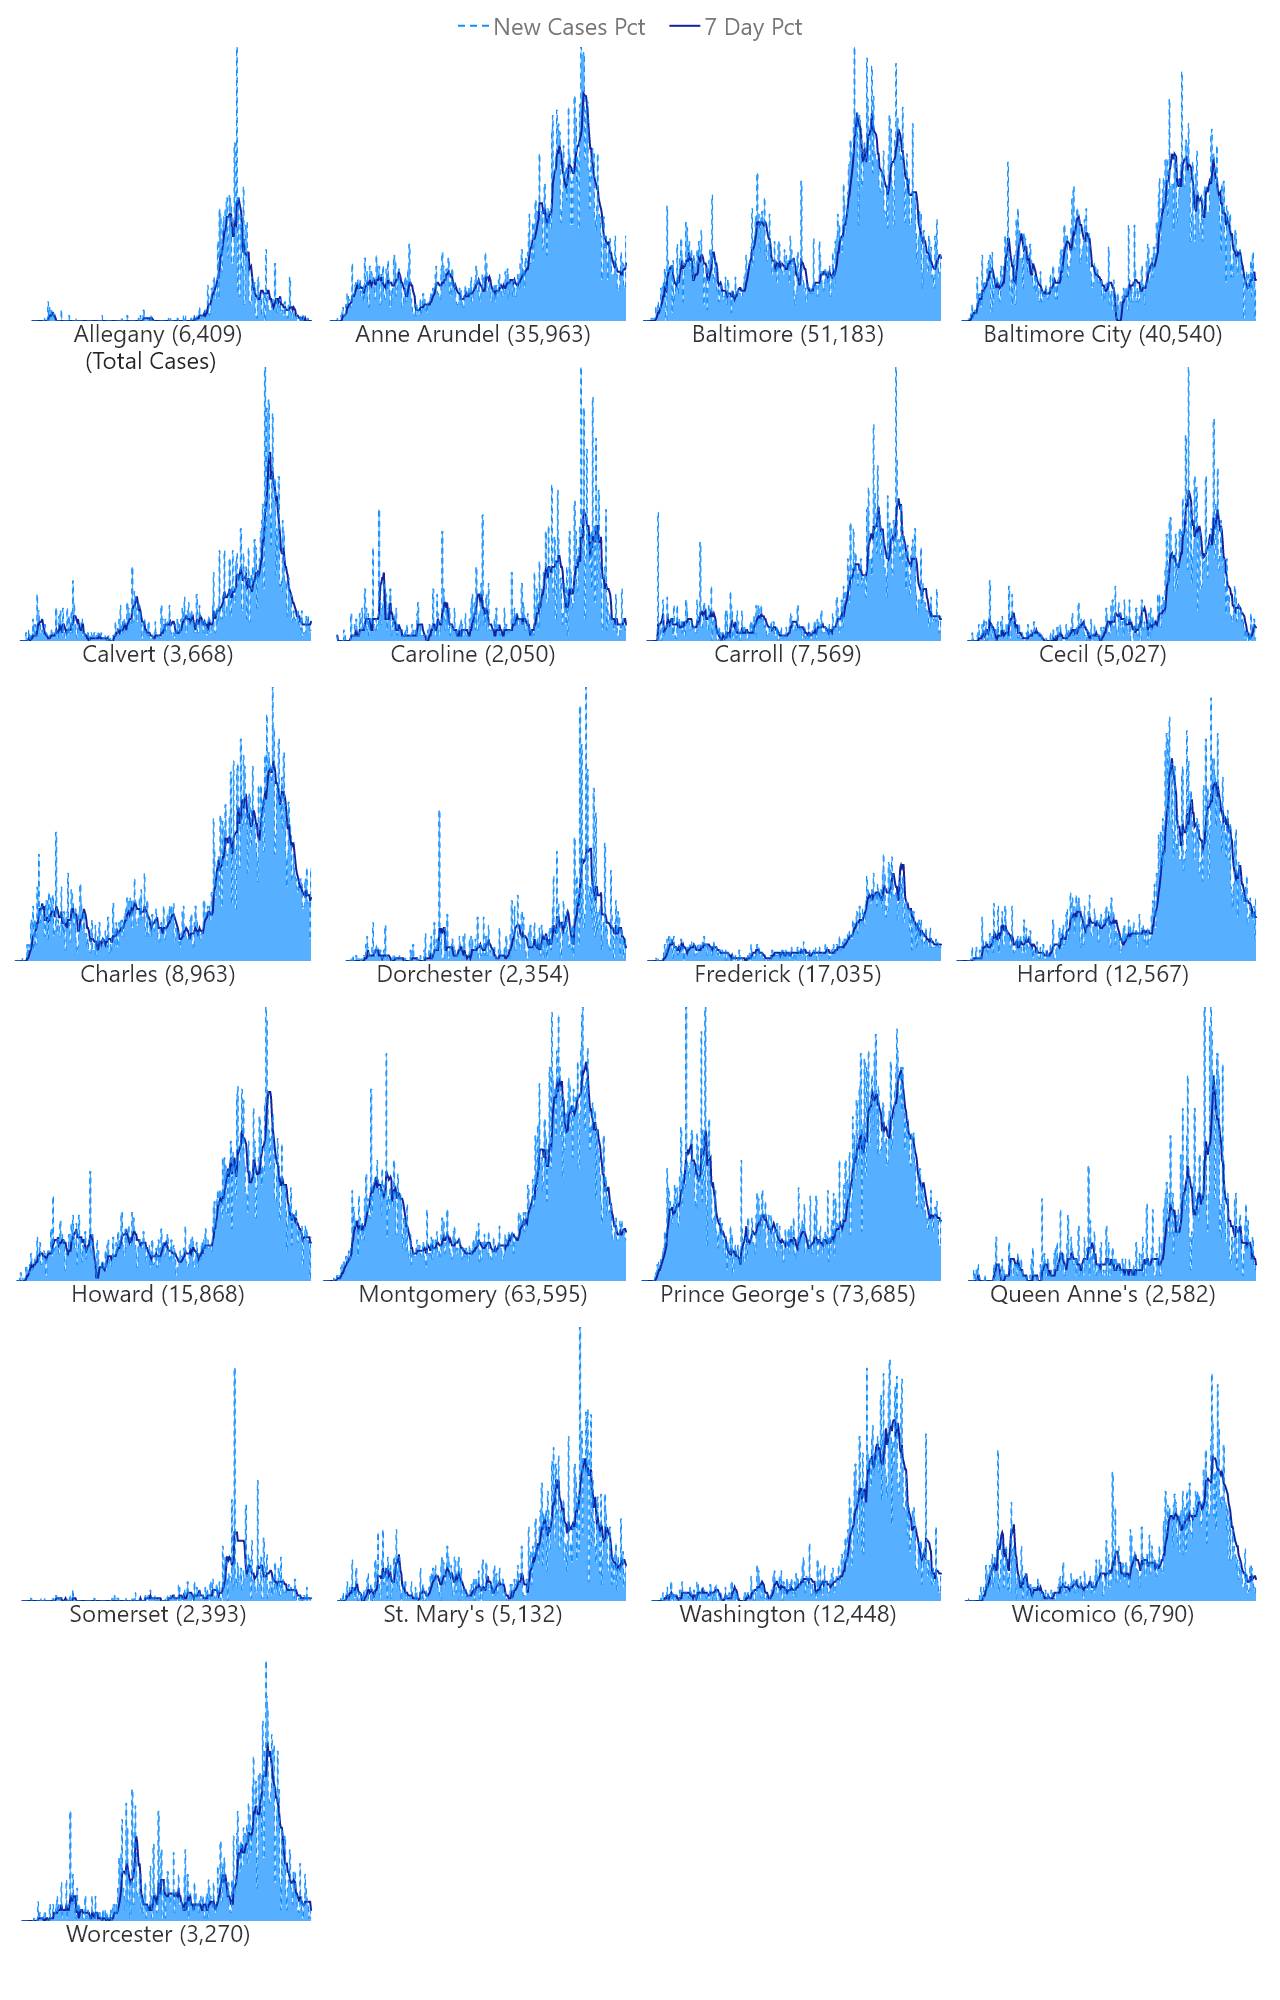 New Cases Pct 7 Day Pct
Allegany (6,409)
(Total Cases)
Anne Arundel (35,963)
Baltimore (51,183)
Baltimore City (40,540)
Calvert (3,668)
Caroline (2,050)
Carroll (7,569)
Cecil (5,027)
Charles (8,963)
Dorchester (2,354)
Frederick (17,035)
Harford (12,567)
Howard (15,868)
Montgomery (63,595)
Prince George's (73,685)
Queen Anne's (2,582)
Somerset (2,393)
St. Mary's (5,132)
Washington (12,448)
Wicomico (6,790)
Worcester (3,270)